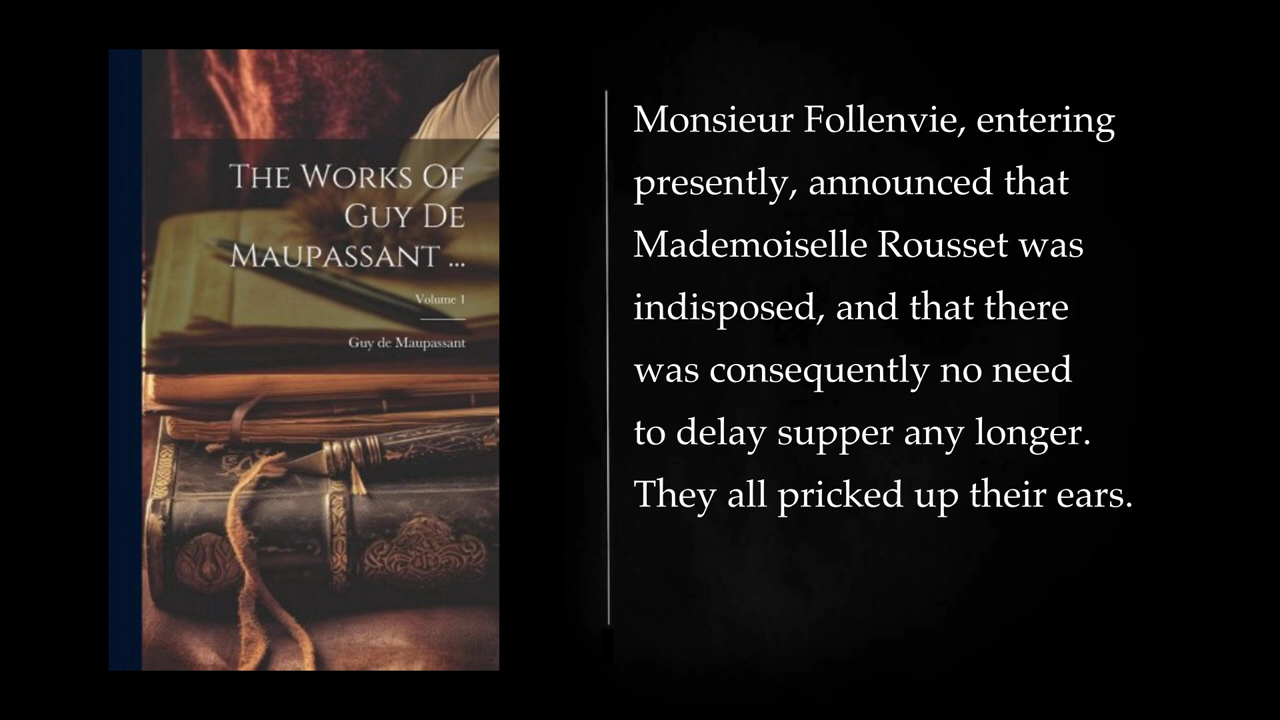 THE WORKS OF
GUY DE
MAUPASSANT ...
Volume 1
Guy de Maupassant
Monsieur Follenvie, entering
presently, announced that
Mademoiselle Rousset was
indisposed, and that there
was consequently no need
to delay supper any longer.
They all pricked up their ears.